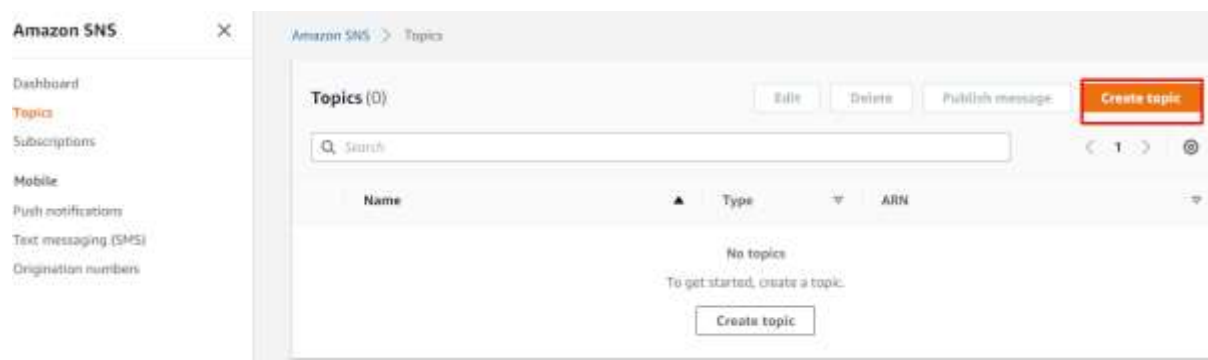 Amazon SNS
Amazon SNS > Topics
Dashboard
Topics
Subscriptions
Mobile
Push notifications
Text messaging (SMS)
Origination numbers
Topics (0)
Edit Delete Publish message Create topic
Search
< 1 >
Name Type ARN
No topics
To get started, create a topic.
Create topic